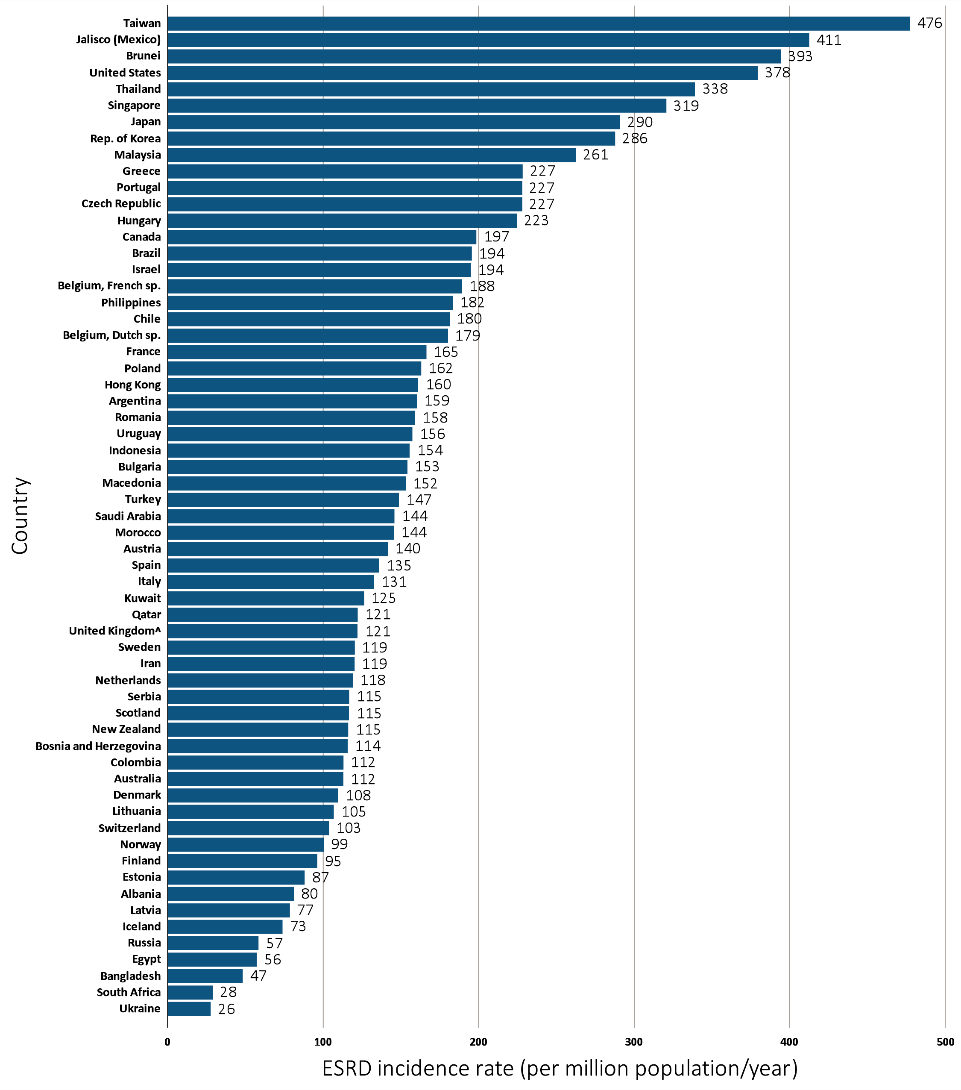 Taiwan 476
Jalisco (Mexico) 411
Brunei 393
United States 378
Thailand 338
Singapore 319
Japan 290
Rep. of Korea 286
Malaysia 261
Greece 227
Portugal 227
Czech Republic 227
Hungary 223
Canada 197
Brazil 194
Israel 194
Belgium, French sp. 188
Philippines 182
Chile 180
Belgium, Dutch sp. 179
France 165
Poland 162
Hong Kong 160
Argentina 159
Romania 158
Uruguay 156
Indonesia 154
Bulgaria 153
Macedonia 152
Turkey 147
Saudi Arabia 144
Morocco 144
Austria 140
Spain 135
Italy 131
Kuwait 125
Qatar 121
United Kingdom^ 121
Sweden 119
Iran 119
Netherlands 118
Serbia 115
Scotland 115
New Zealand 115
Bosnia and Herzegovina 114
Colombia 112
Australia 112
Denmark 108
Lithuania 105
Switzerland 103
Norway 99
Finland 95
Estonia 87
Albania 80
Latvia 77
Iceland 73
Russia 57
Egypt 56
Bangladesh 47
South Africa 28
Ukraine 26
Country
0 100 200 300 400 500
ESRD incidence rate (per million population/year)